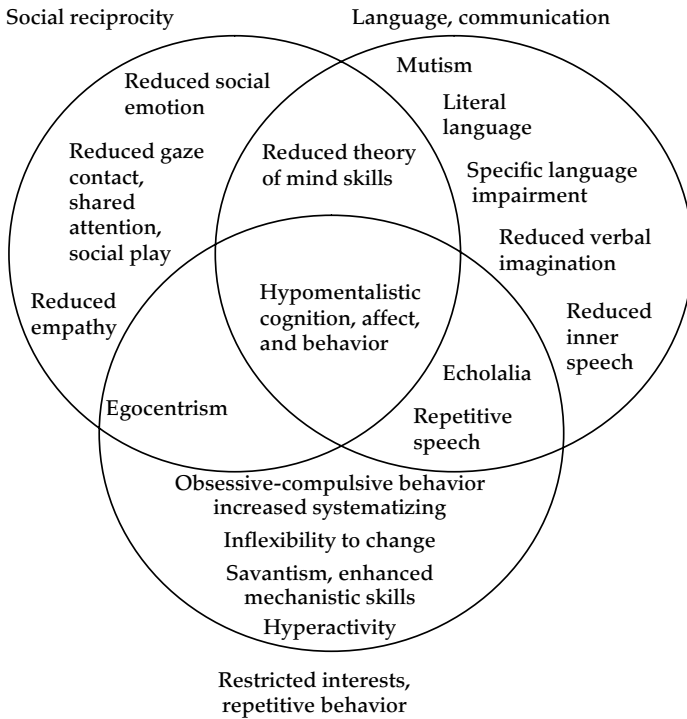 Social reciprocity
Language, communication
Reduced social
emotion
Mutism
Literal
language
Reduced gaze
contact,
shared
attention,
social play
Reduced theory
of mind skills
Specific language
impairment
Reduced verbal
imagination
Reduced
empathy
Hypomentalistic
cognition, affect,
and behavior
Reduced
inner
speech
Egocentrism
Echolalia
Repetitive
speech
Obsessive-compulsive behavior
increased systematizing
Inflexibility to change
Savantism, enhanced
mechanistic skills
Hyperactivity
Restricted interests,
repetitive behavior